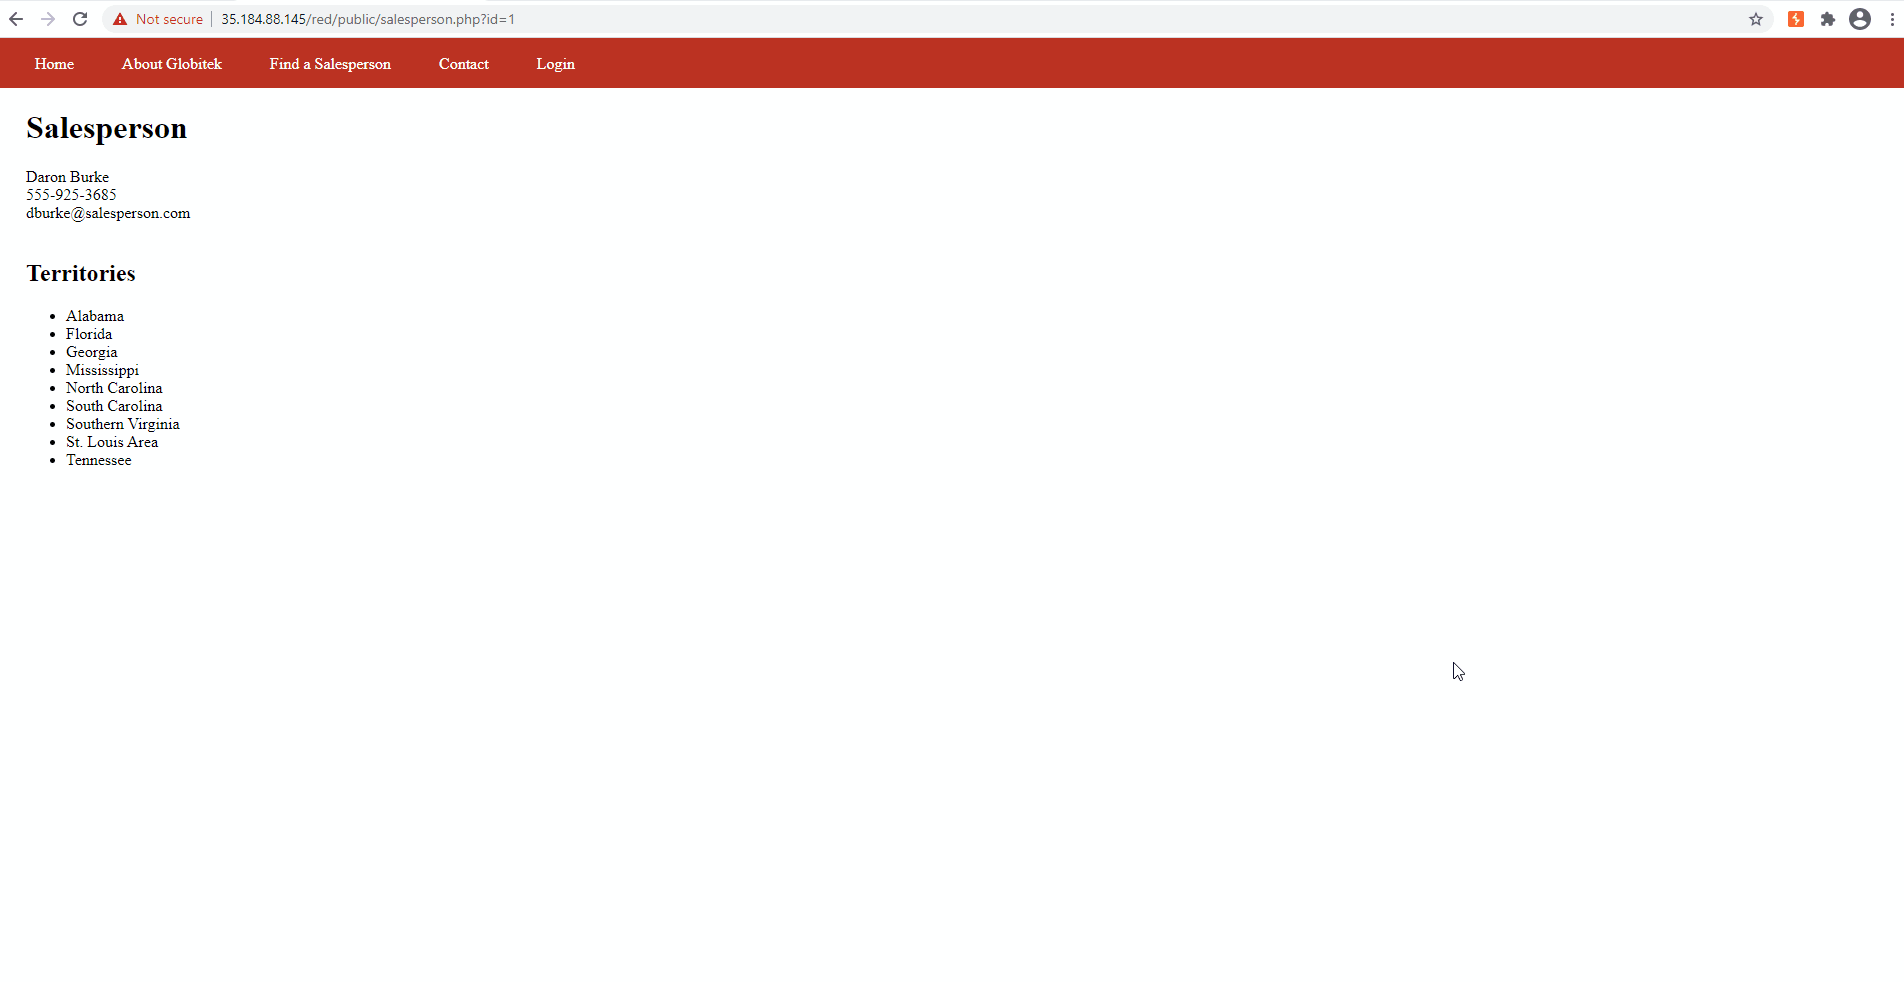 Not secure | 35.184.88.145/red/public/salesperson.php?id=1
Home About Globitek Find a Salesperson Contact Login
Salesperson
Daron Burke
555-925-3685
dburke@salesperson.com
Territories
• Alabama
• Florida
• Georgia
• Mississippi
• North Carolina
• South Carolina
• Southern Virginia
• St. Louis Area
• Tennessee